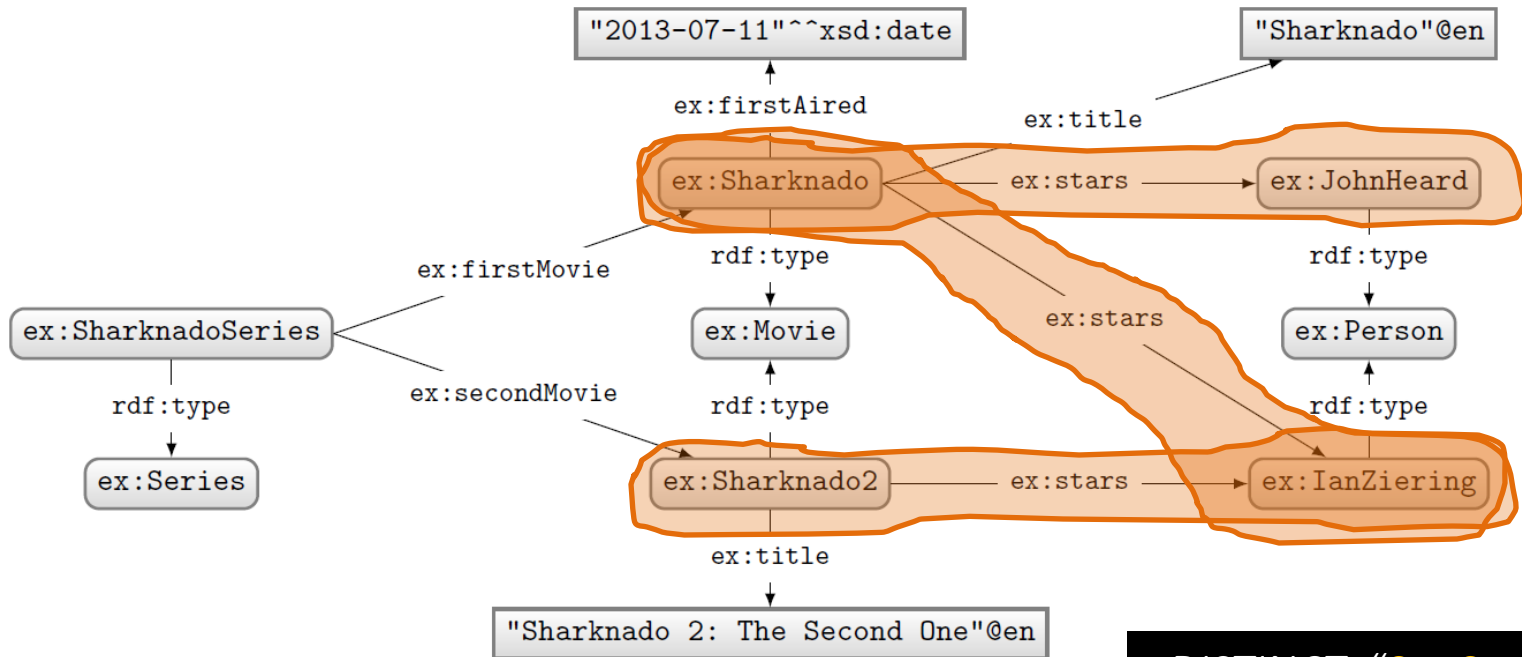 "2013-07-11"^^xsd:date
"Sharknado"@en
ex:firstAired
ex:title
ex:Sharknado
ex:stars
ex:JohnHeard
rdf:type
rdf:type
ex:firstMovie
ex:stars
ex:SharknadoSeries
ex:Movie
ex:Person
ex:secondMovie
rdf:type
rdf:type
rdf:type
ex:Series
ex:Sharknado2
ex:stars
ex:IanZiering
ex:title
"Sharknado 2: The Second One"@en